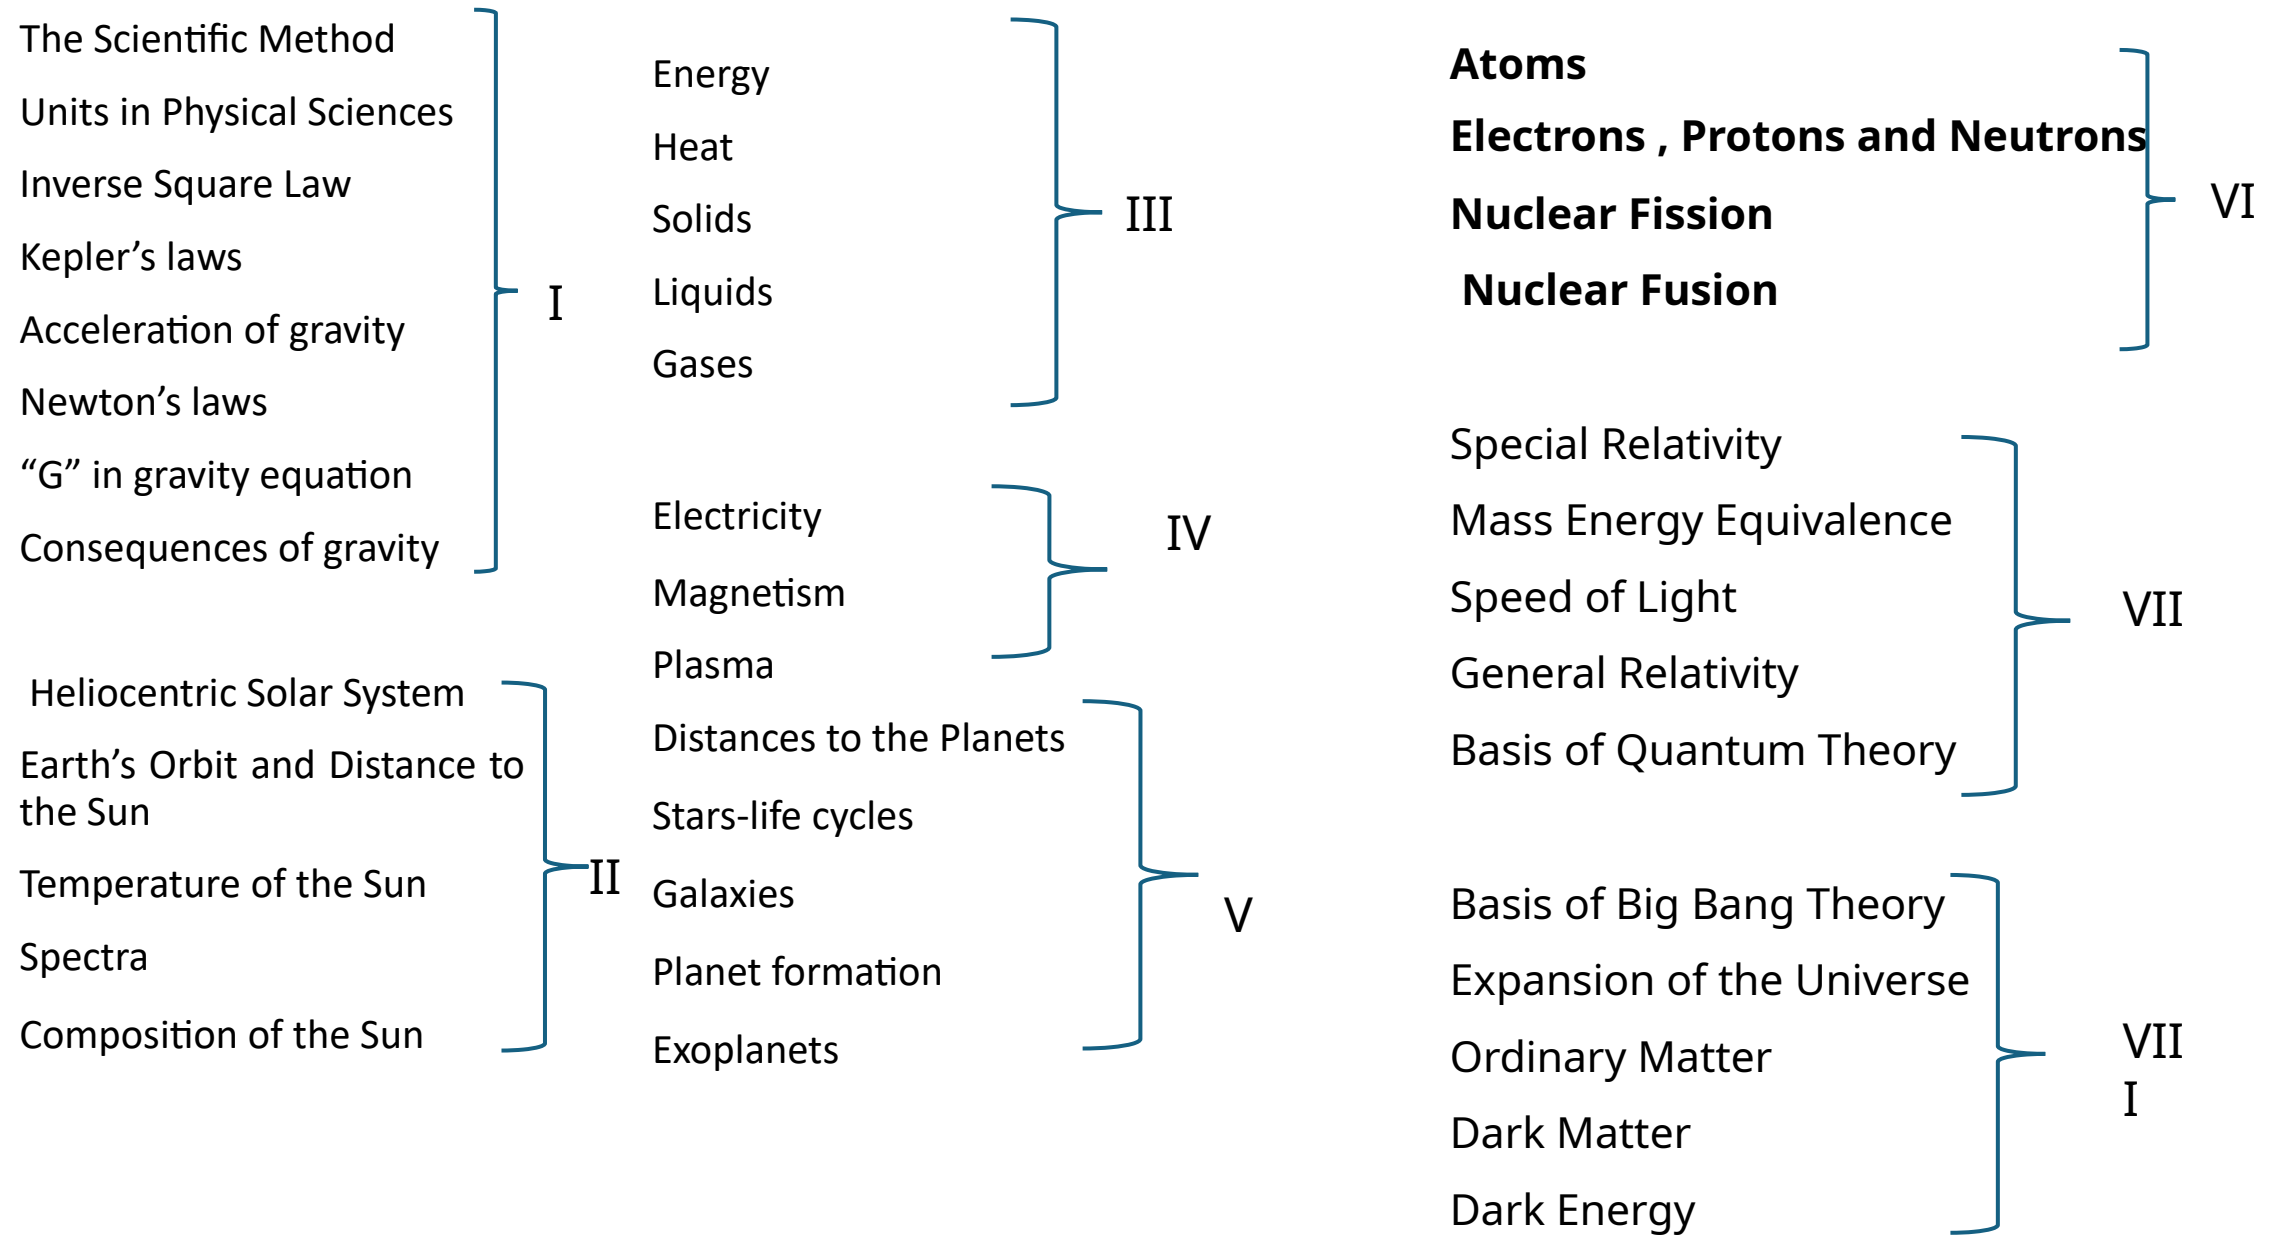 The Scientific Method
Units in Physical Sciences
Inverse Square Law
Kepler’s laws
Acceleration of gravity
Newton’s laws
“G” in gravity equation
Consequences of gravity
I
Heliocentric Solar System
Earth’s Orbit and Distance to
the Sun
Temperature of the Sun
Spectra
Composition of the Sun
II
Energy
Heat
Solids
Liquids
Gases
III
Electricity
Magnetism
Plasma
IV
Distances to the Planets
Stars-life cycles
Galaxies
Planet formation
Exoplanets
V
Atoms
Electrons , Protons and Neutrons
Nuclear Fission
Nuclear Fusion
VI
Special Relativity
Mass Energy Equivalence
Speed of Light
General Relativity
Basis of Quantum Theory
VII
Basis of Big Bang Theory
Expansion of the Universe
Ordinary Matter
Dark Matter
Dark Energy
VII
I